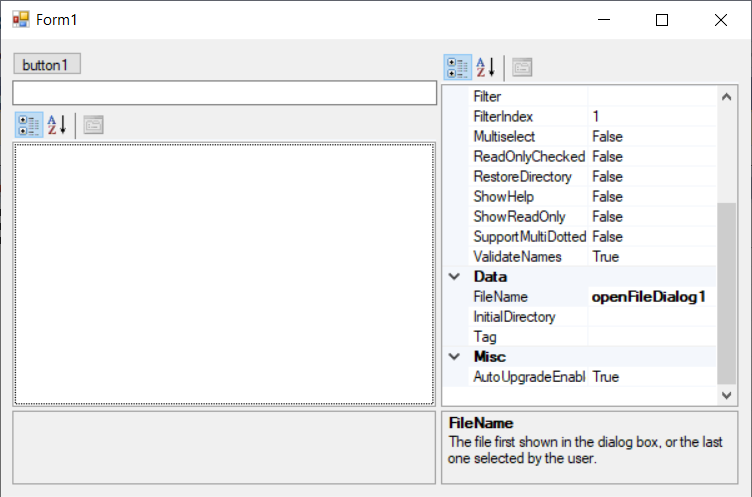 Form1
button1
Filter
FilterIndex 1
Multiselect False
ReadOnlyChecked False
RestoreDirectory False
ShowHelp False
ShowReadOnly False
SupportMultiDotted False
ValidateNames True
Data
FileName openFileDialog1
InitialDirectory
Tag
Misc
AutoUpgradeEnabl True
FileName
The file first shown in the dialog box, or the last
one selected by the user.